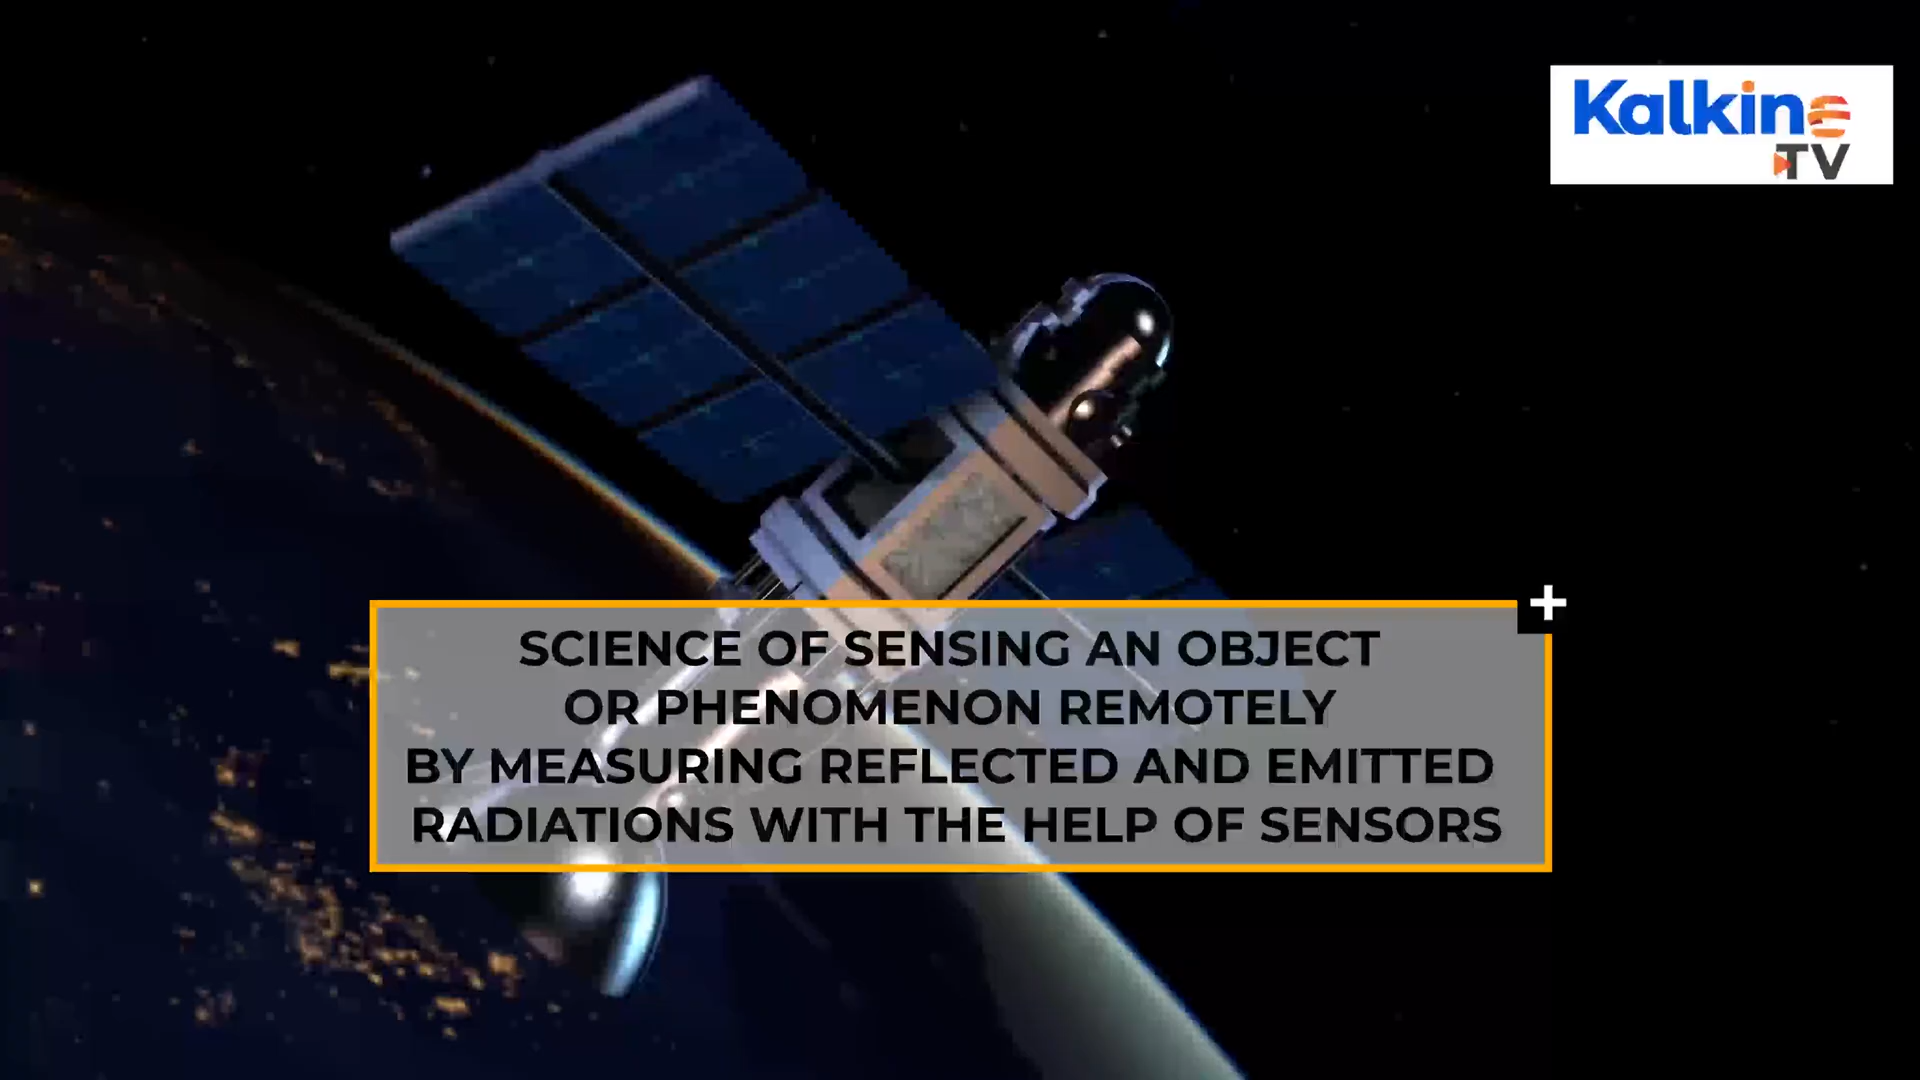 Kalkine
TV
SCIENCE OF SENSING AN OBJECT
OR PHENOMENON REMOTELY
BY MEASURING REFLECTED AND EMITTED
RADIATIONS WITH THE HELP OF SENSORS